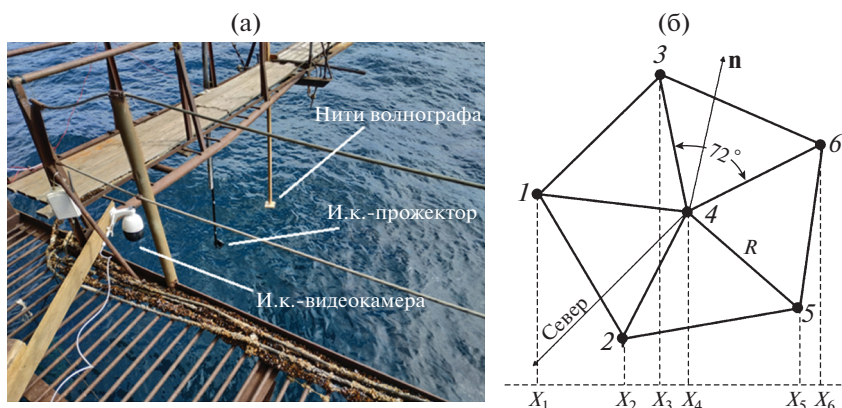 (а)
Нити волнографа
И.к.-прожектор
И.к.-видеокамера
(б)
3
n
72°
6
1
4
R
Север
2
5
X1 X2 X3 X4 X5 X6